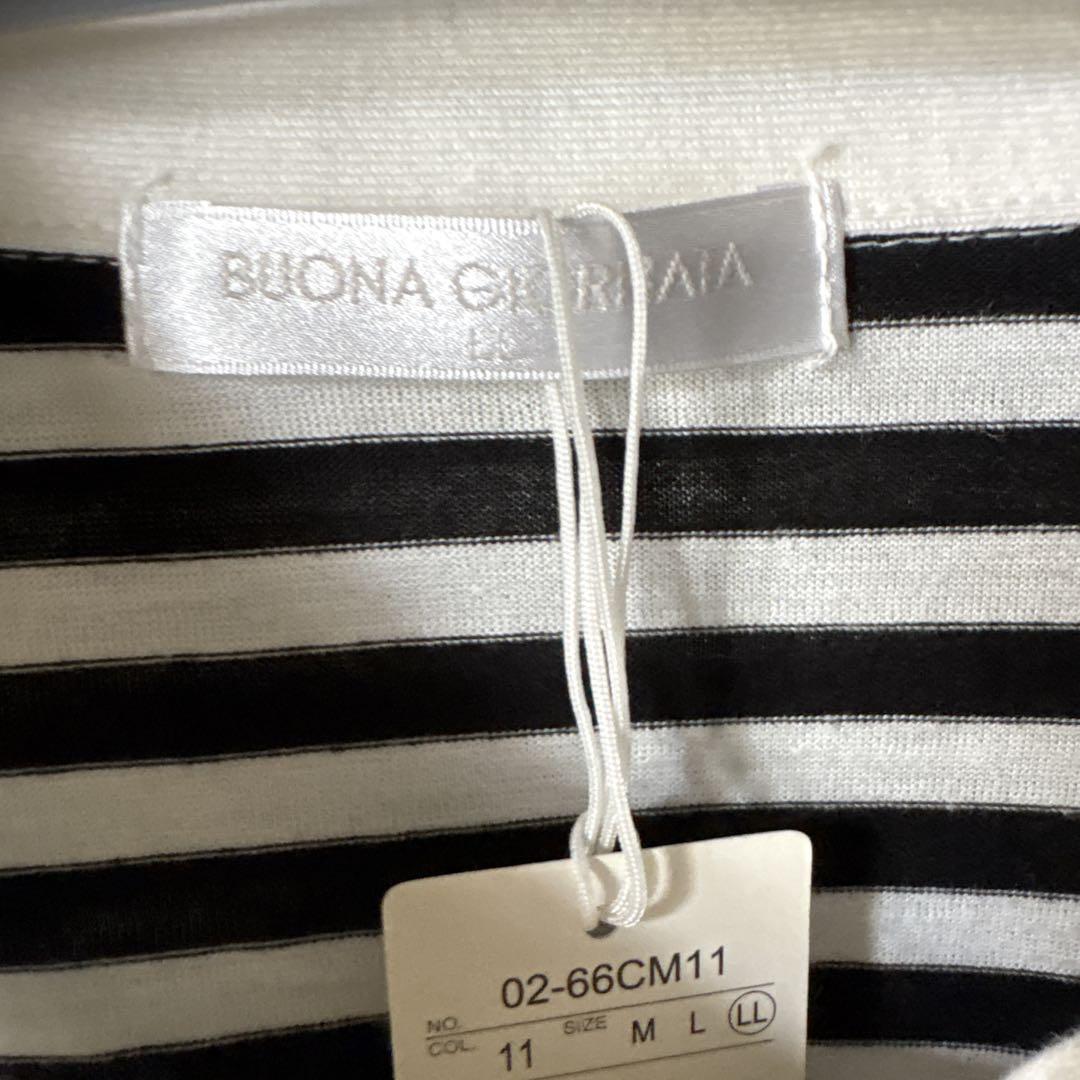 BUONA GIORNATA
LL
02-66CM11
NO.
COL. 11 SIZE M L LL